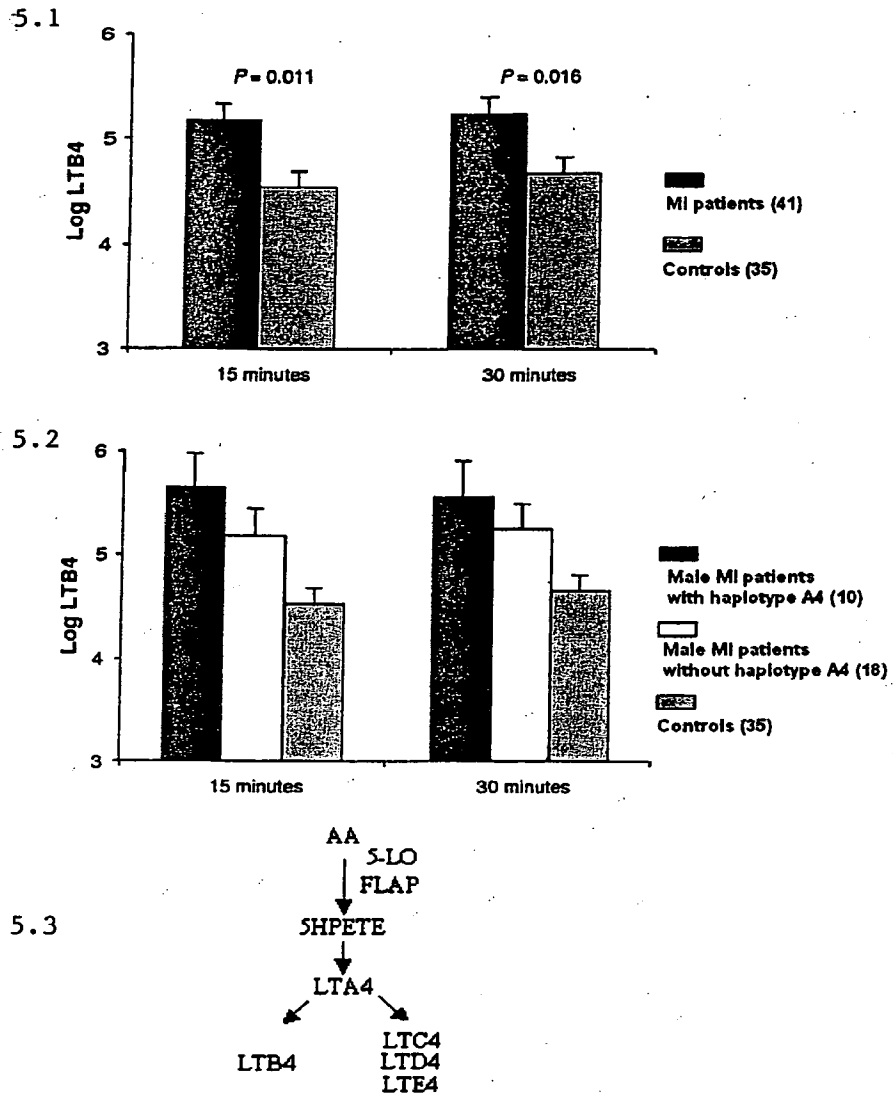 5.1
6
5
4
3
Log LTB4
P = 0.011
P = 0.016
15 minutes
30 minutes
MI patients (41)
Controls (35)
5.2
6
5
4
3
Log LTB4
15 minutes
30 minutes
Male MI patients
with haplotype A4 (10)
Male MI patients
without haplotype A4 (18)
Controls (35)
5.3
AA
5-LO
FLAP
5HPETE
LTA4
LTB4
LTC4
LTD4
LTE4